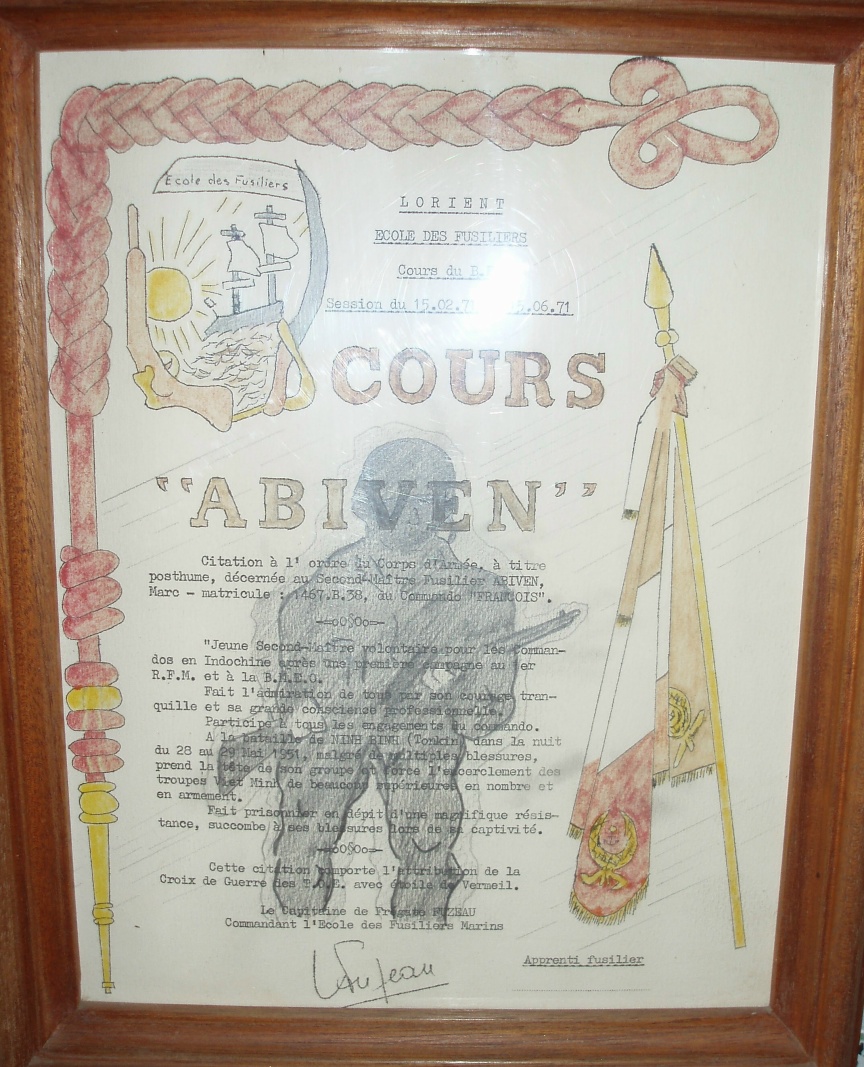 Ecole des Fusiliers
LORIENT
ECOLE DES FUSILIERS
Cours du B.
Session du 15.02.71 .06.71
COURS
"ABIVEN"
Citation à l' ordre du Corps d'Armée, à titre
posthume, décernée au Second-Maître Fusilier ABIVEN,
Marc - matricule : 1467.B.38, du Commando "FRANCOIS".
—=oO§Oo=—
"Jeune Second-Maître volontaire pour les Comman-
dos en Indochine après une première campagne au 1er
R.F.M. et à la B.M.E.O.
Fait l'admiration de tous par son courage tran-
quille et sa grande conscience professionnelle.
Participe à tous les engagements du commando.
A la bataille de NINH BINH (Tonkin) dans la nuit
du 28 au 29 Mai 1951, malgré de multiples blessures,
prend la tête de son groupe et force l'encerclement des
troupes Viet Minh de beaucoup supérieures en nombre et
en armement.
Fait prisonnier en dépit d'une magnifique résis-
tance, succombe à ses blessures lors de sa captivité.
—=oO§Oo=—
Cette citation comporte l'attribution de la
Croix de Guerre des T.O.E. avec étoile de Vermeil.
Le Capitaine de Frégate FUZEAU
Commandant l'Ecole des Fusiliers Marins
Apprenti fusilier